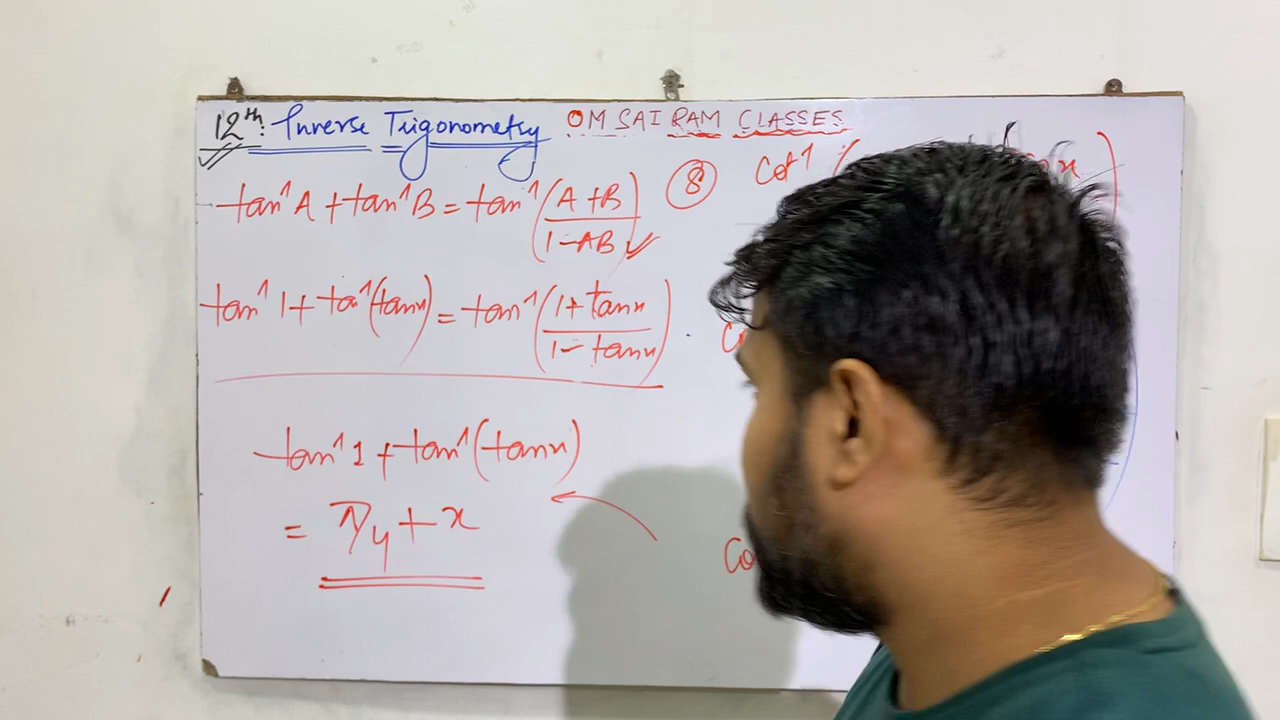 12th: Inverse Trigonometry OM SAI RAM CLASSES
tan⁻¹A + tan⁻¹B = tan⁻¹(A+B/1-AB) ✓
⑧ Cot⁻¹ (
tan⁻¹1 + tan⁻¹(tanx) = tan⁻¹(1+tanx/1-tanx)
tan⁻¹1 + tan⁻¹(tanx)
= π/4 + x